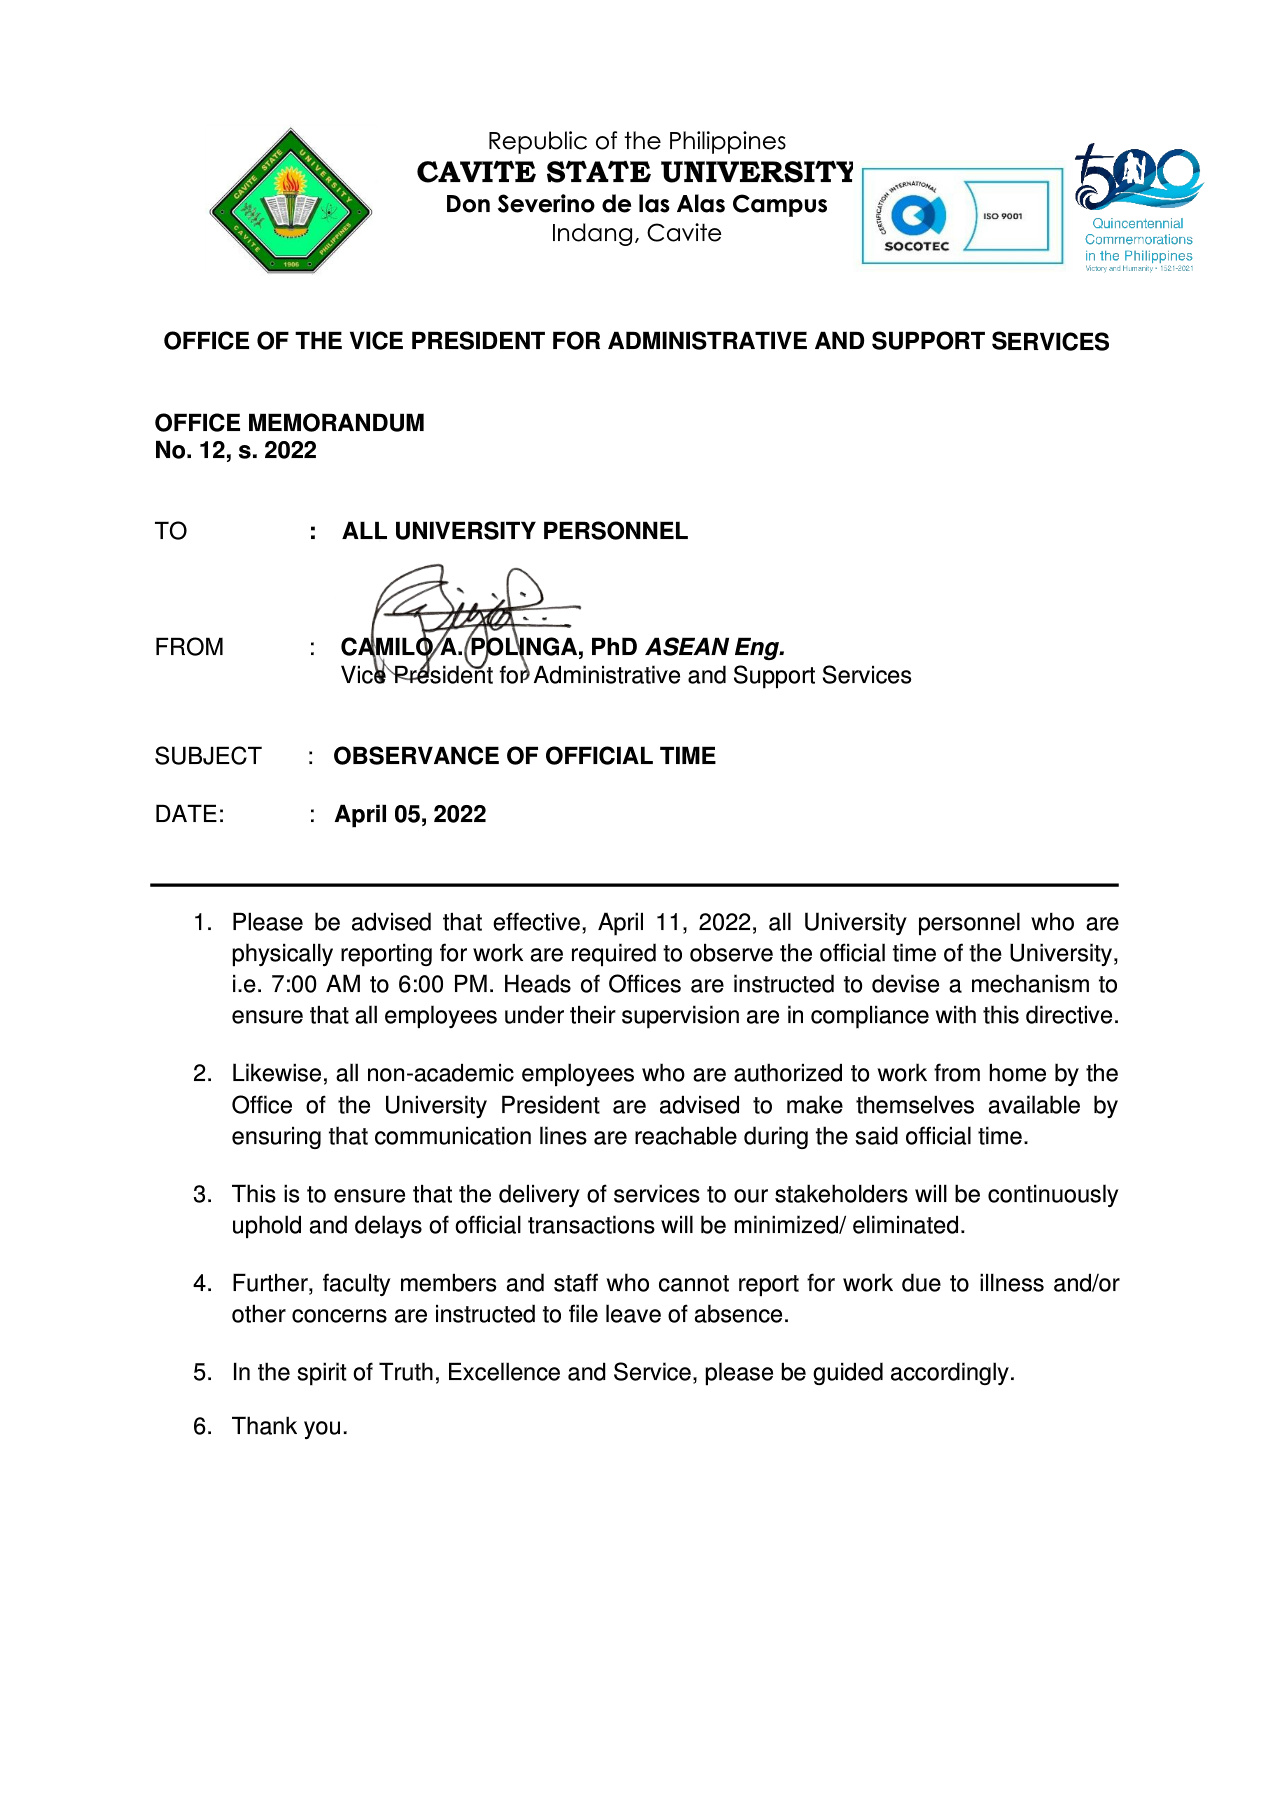 Republic of the Philippines
CAVITE STATE UNIVERSITY
Don Severino de las Alas Campus
Indang, Cavite
CAVITE STATE UNIVERSITY
CAVITE PHILIPPINES
1986
CERTIFICATION INTERNATIONAL
SOCOTEC
ISO 9001
500
Quincentennial
Commemorations
in the Philippines
Victory and Humanity • 1521-2021
OFFICE OF THE VICE PRESIDENT FOR ADMINISTRATIVE AND SUPPORT SERVICES
OFFICE MEMORANDUM
No. 12, s. 2022
TO : ALL UNIVERSITY PERSONNEL
FROM : CAMILO A. POLINGA, PhD ASEAN Eng.
Vice President for Administrative and Support Services
SUBJECT : OBSERVANCE OF OFFICIAL TIME
DATE: : April 05, 2022
1. Please be advised that effective, April 11, 2022, all University personnel who are
physically reporting for work are required to observe the official time of the University,
i.e. 7:00 AM to 6:00 PM. Heads of Offices are instructed to devise a mechanism to
ensure that all employees under their supervision are in compliance with this directive.
2. Likewise, all non-academic employees who are authorized to work from home by the
Office of the University President are advised to make themselves available by
ensuring that communication lines are reachable during the said official time.
3. This is to ensure that the delivery of services to our stakeholders will be continuously
uphold and delays of official transactions will be minimized/ eliminated.
4. Further, faculty members and staff who cannot report for work due to illness and/or
other concerns are instructed to file leave of absence.
5. In the spirit of Truth, Excellence and Service, please be guided accordingly.
6. Thank you.